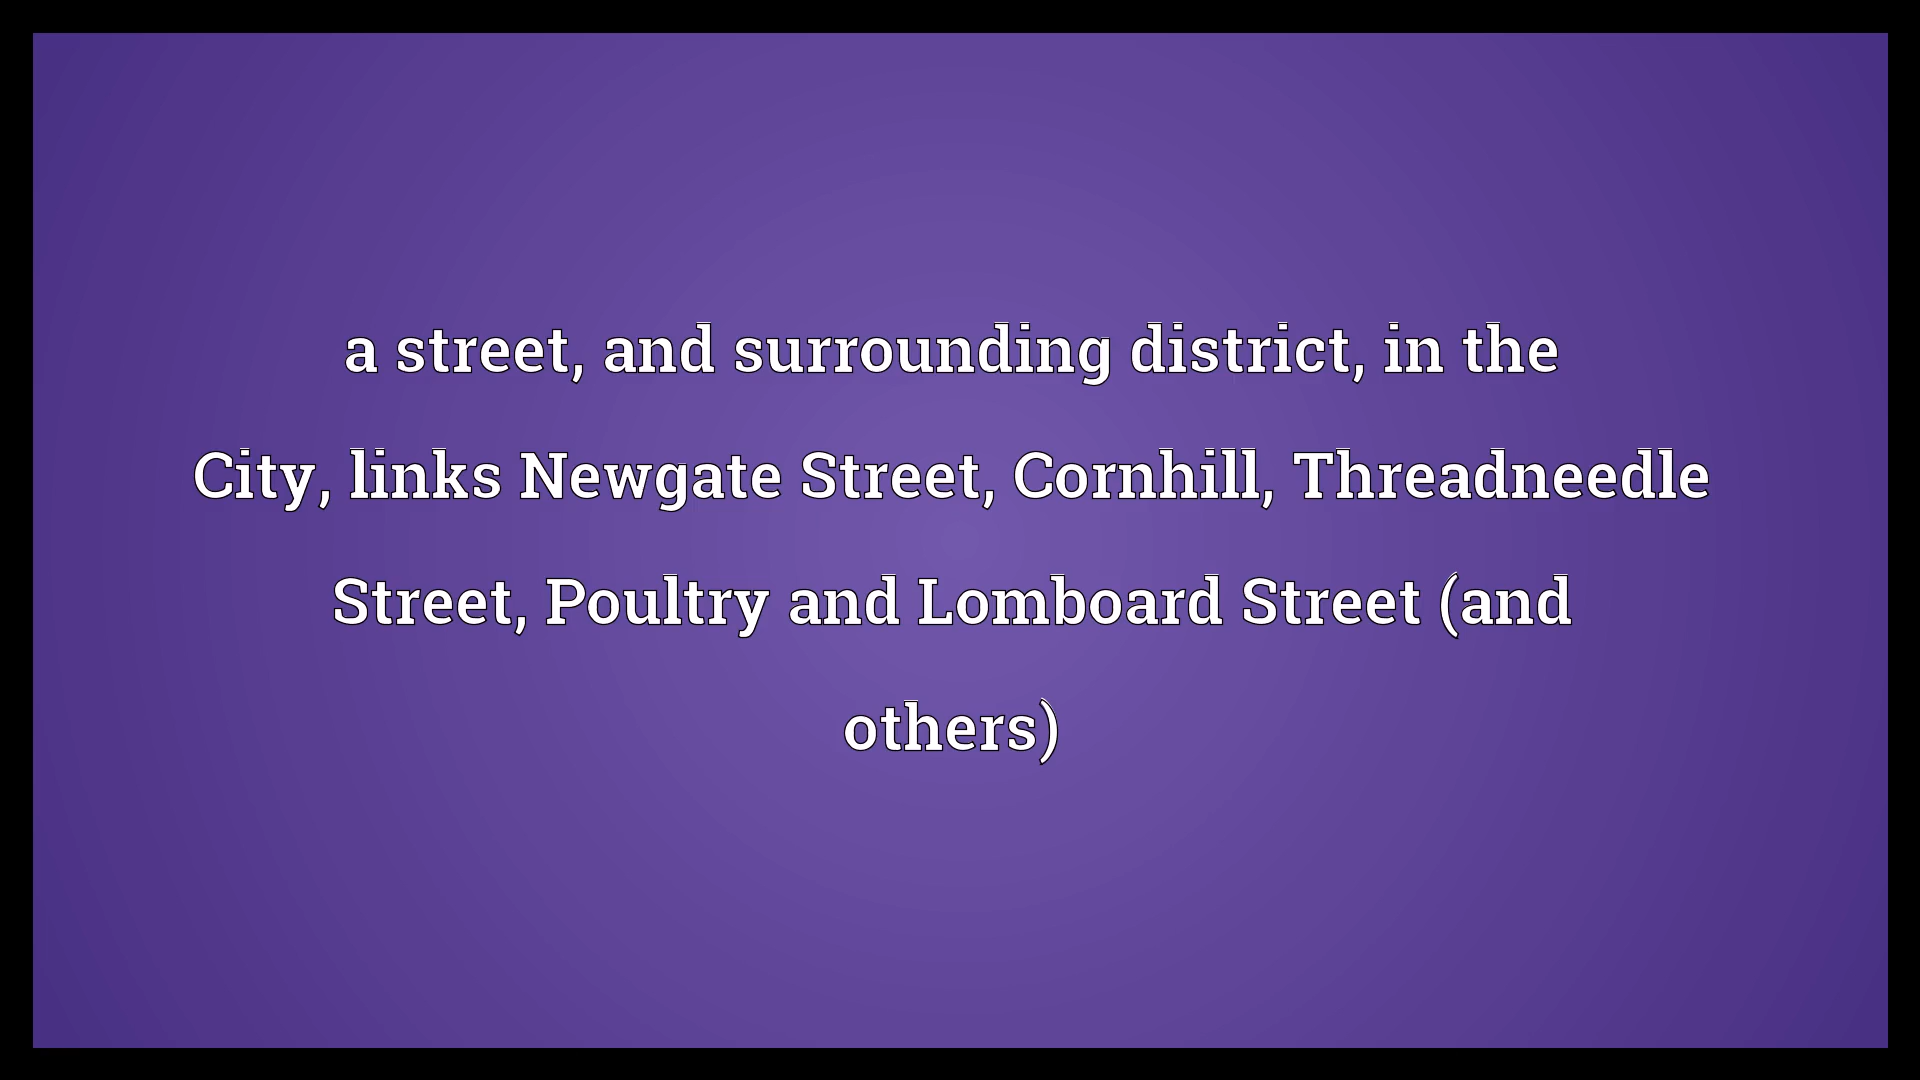 a street, and surrounding district, in the
City, links Newgate Street, Cornhill, Threadneedle
Street, Poultry and Lomboard Street (and
others)